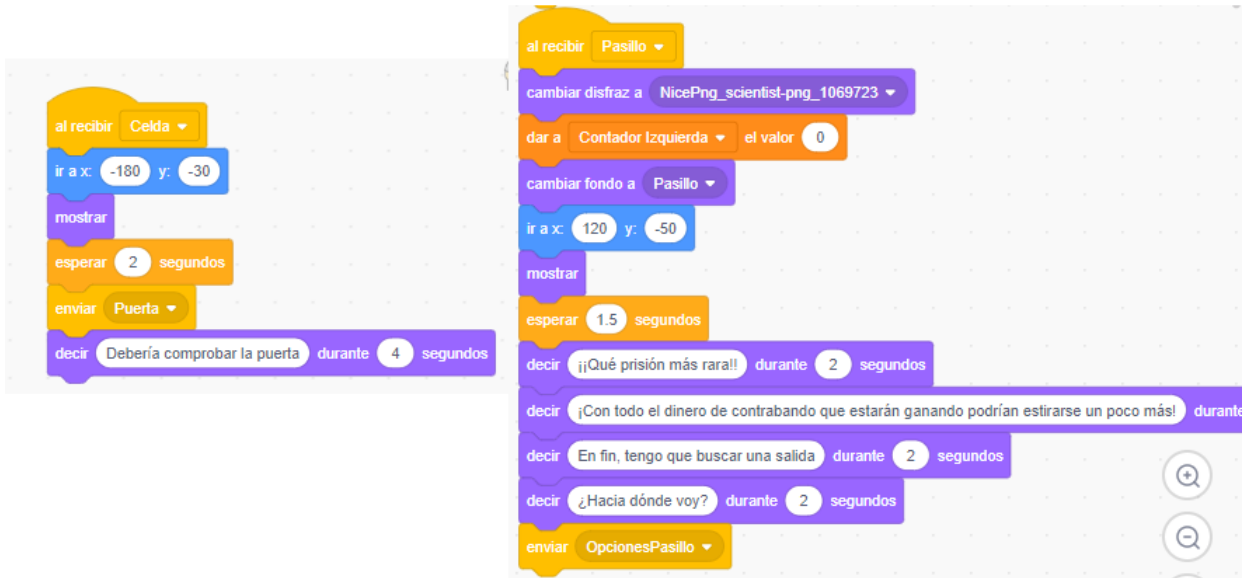 al recibir Celda
ir a x: -180 y: -30
mostrar
esperar 2 segundos
enviar Puerta
decir Debería comprobar la puerta durante 4 segundos
al recibir Pasillo
cambiar disfraz a NicePng_scientist-png_1069723
dar a Contador Izquierda el valor 0
cambiar fondo a Pasillo
ir a x: 120 y: -50
mostrar
esperar 1.5 segundos
decir ¡¡Qué prisión más rara!! durante 2 segundos
decir ¡Con todo el dinero de contrabando que estarán ganando podrían estirarse un poco más! durante
decir En fin, tengo que buscar una salida durante 2 segundos
decir ¿Hacia dónde voy? durante 2 segundos
enviar OpcionesPasillo